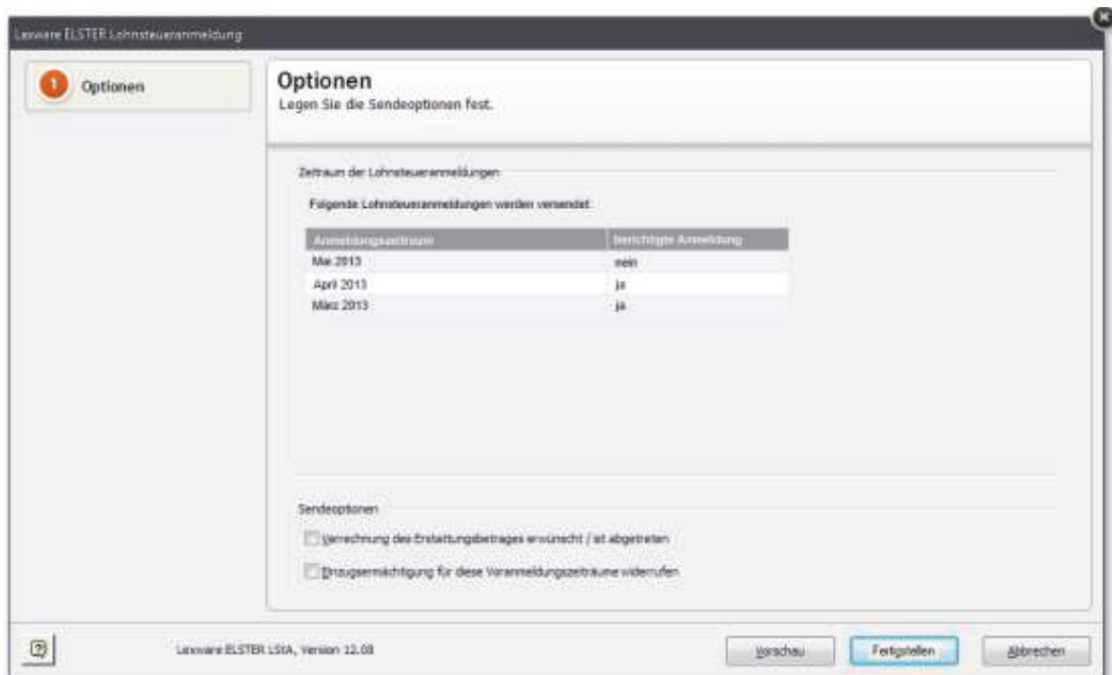 Lexware ELSTER Lohnsteueranmeldung
1 Optionen
Optionen
Legen Sie die Sendeoptionen fest.
Zeitraum der Lohnsteueranmeldungen
Folgende Lohnsteueranmeldungen werden versendet:
Anmeldungszeitraum berichtigte Anmeldung
Mai 2013 nein
April 2013 ja
März 2013 ja
Sendeoptionen
Verrechnung des Erstattungsbetrages erwünscht / ist abgetreten
Einzugsermächtigung für diese Voranmeldungszeiträume widerrufen
Lexware ELSTER LStA, Version 12.08
Vorschau
Fertigstellen
Abbrechen